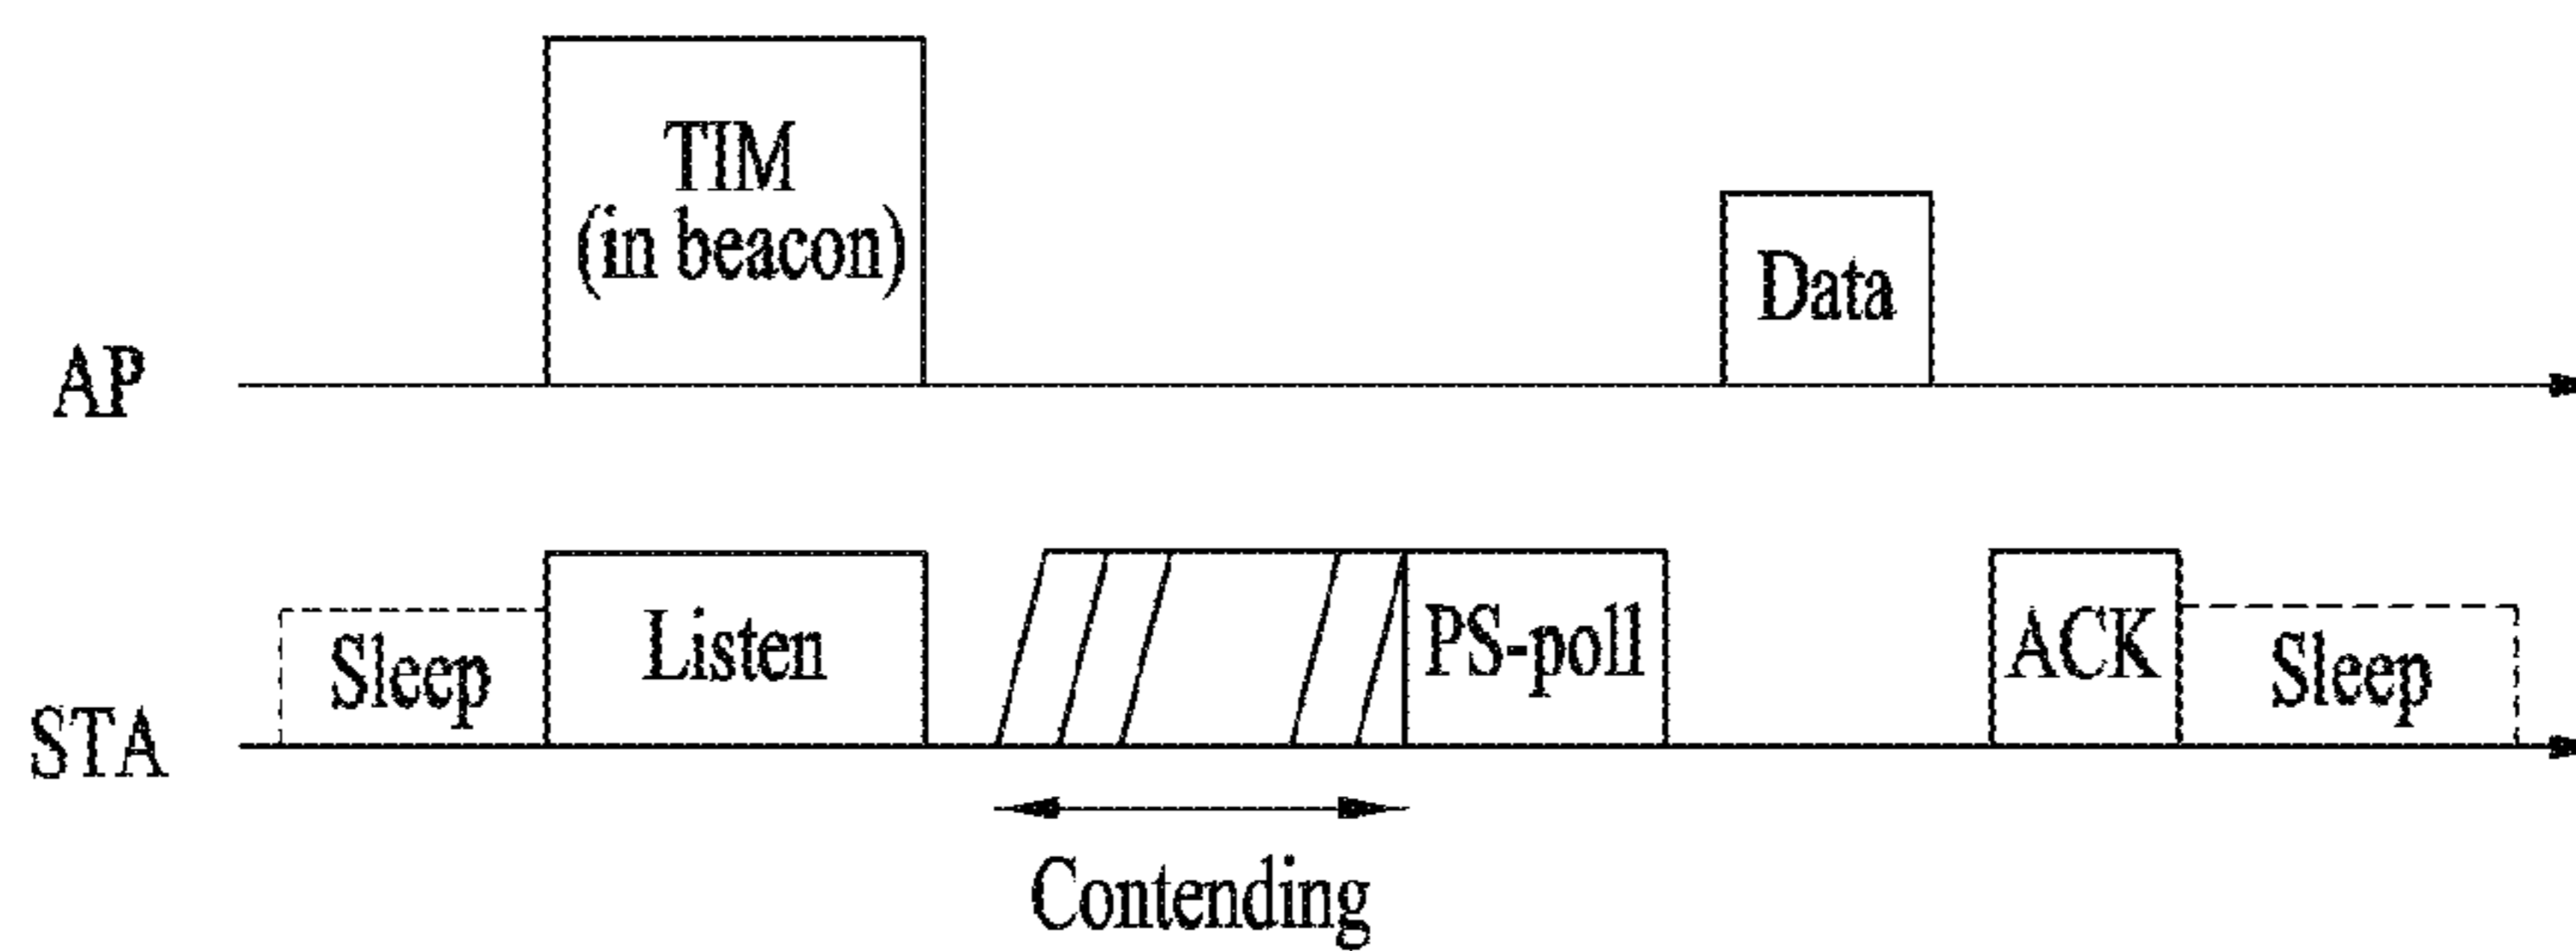 TIM
(in beacon)
Data
AP
Sleep
Listen
PS-poll
ACK
Sleep
STA
Contending